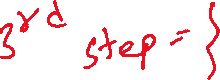 3rd step = }